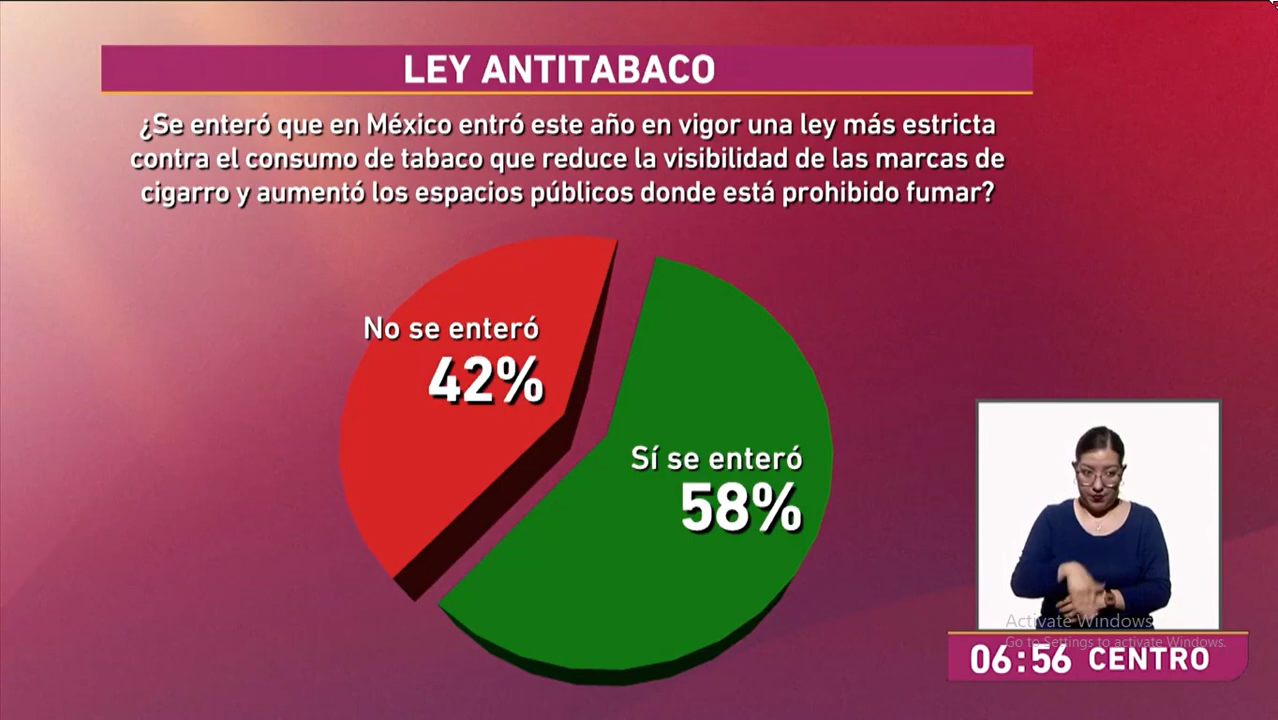 LEY ANTITABACO
¿Se enteró que en México entró este año en vigor una ley más estricta
contra el consumo de tabaco que reduce la visibilidad de las marcas de
cigarro y aumentó los espacios públicos donde está prohibido fumar?
No se enteró
42%
Sí se enteró
58%
Activate Windows
Go to Settings to activate Windows.
06:56 CENTRO